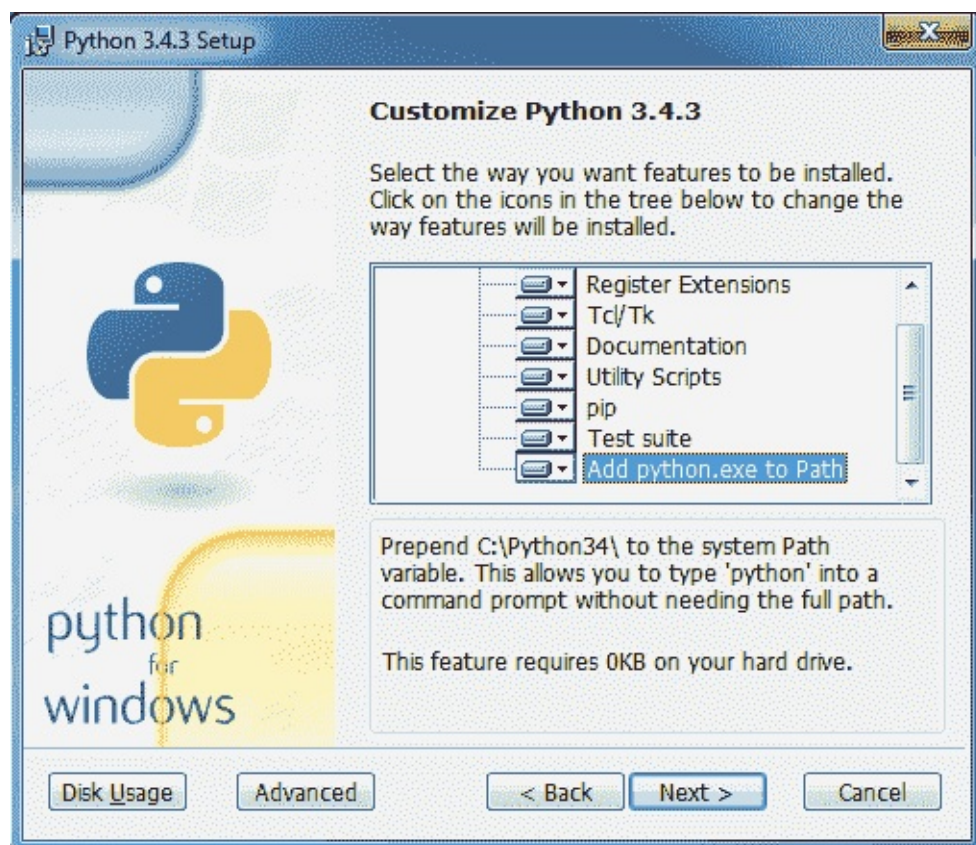 Python 3.4.3 Setup
Customize Python 3.4.3
Select the way you want features to be installed.
Click on the icons in the tree below to change the
way features will be installed.
Register Extensions
Tcl/Tk
Documentation
Utility Scripts
pip
Test suite
Add python.exe to Path
Prepend C:\Python34\ to the system Path
variable. This allows you to type 'python' into a
command prompt without needing the full path.
This feature requires 0KB on your hard drive.
python
for
windows
Disk Usage Advanced < Back Next > Cancel